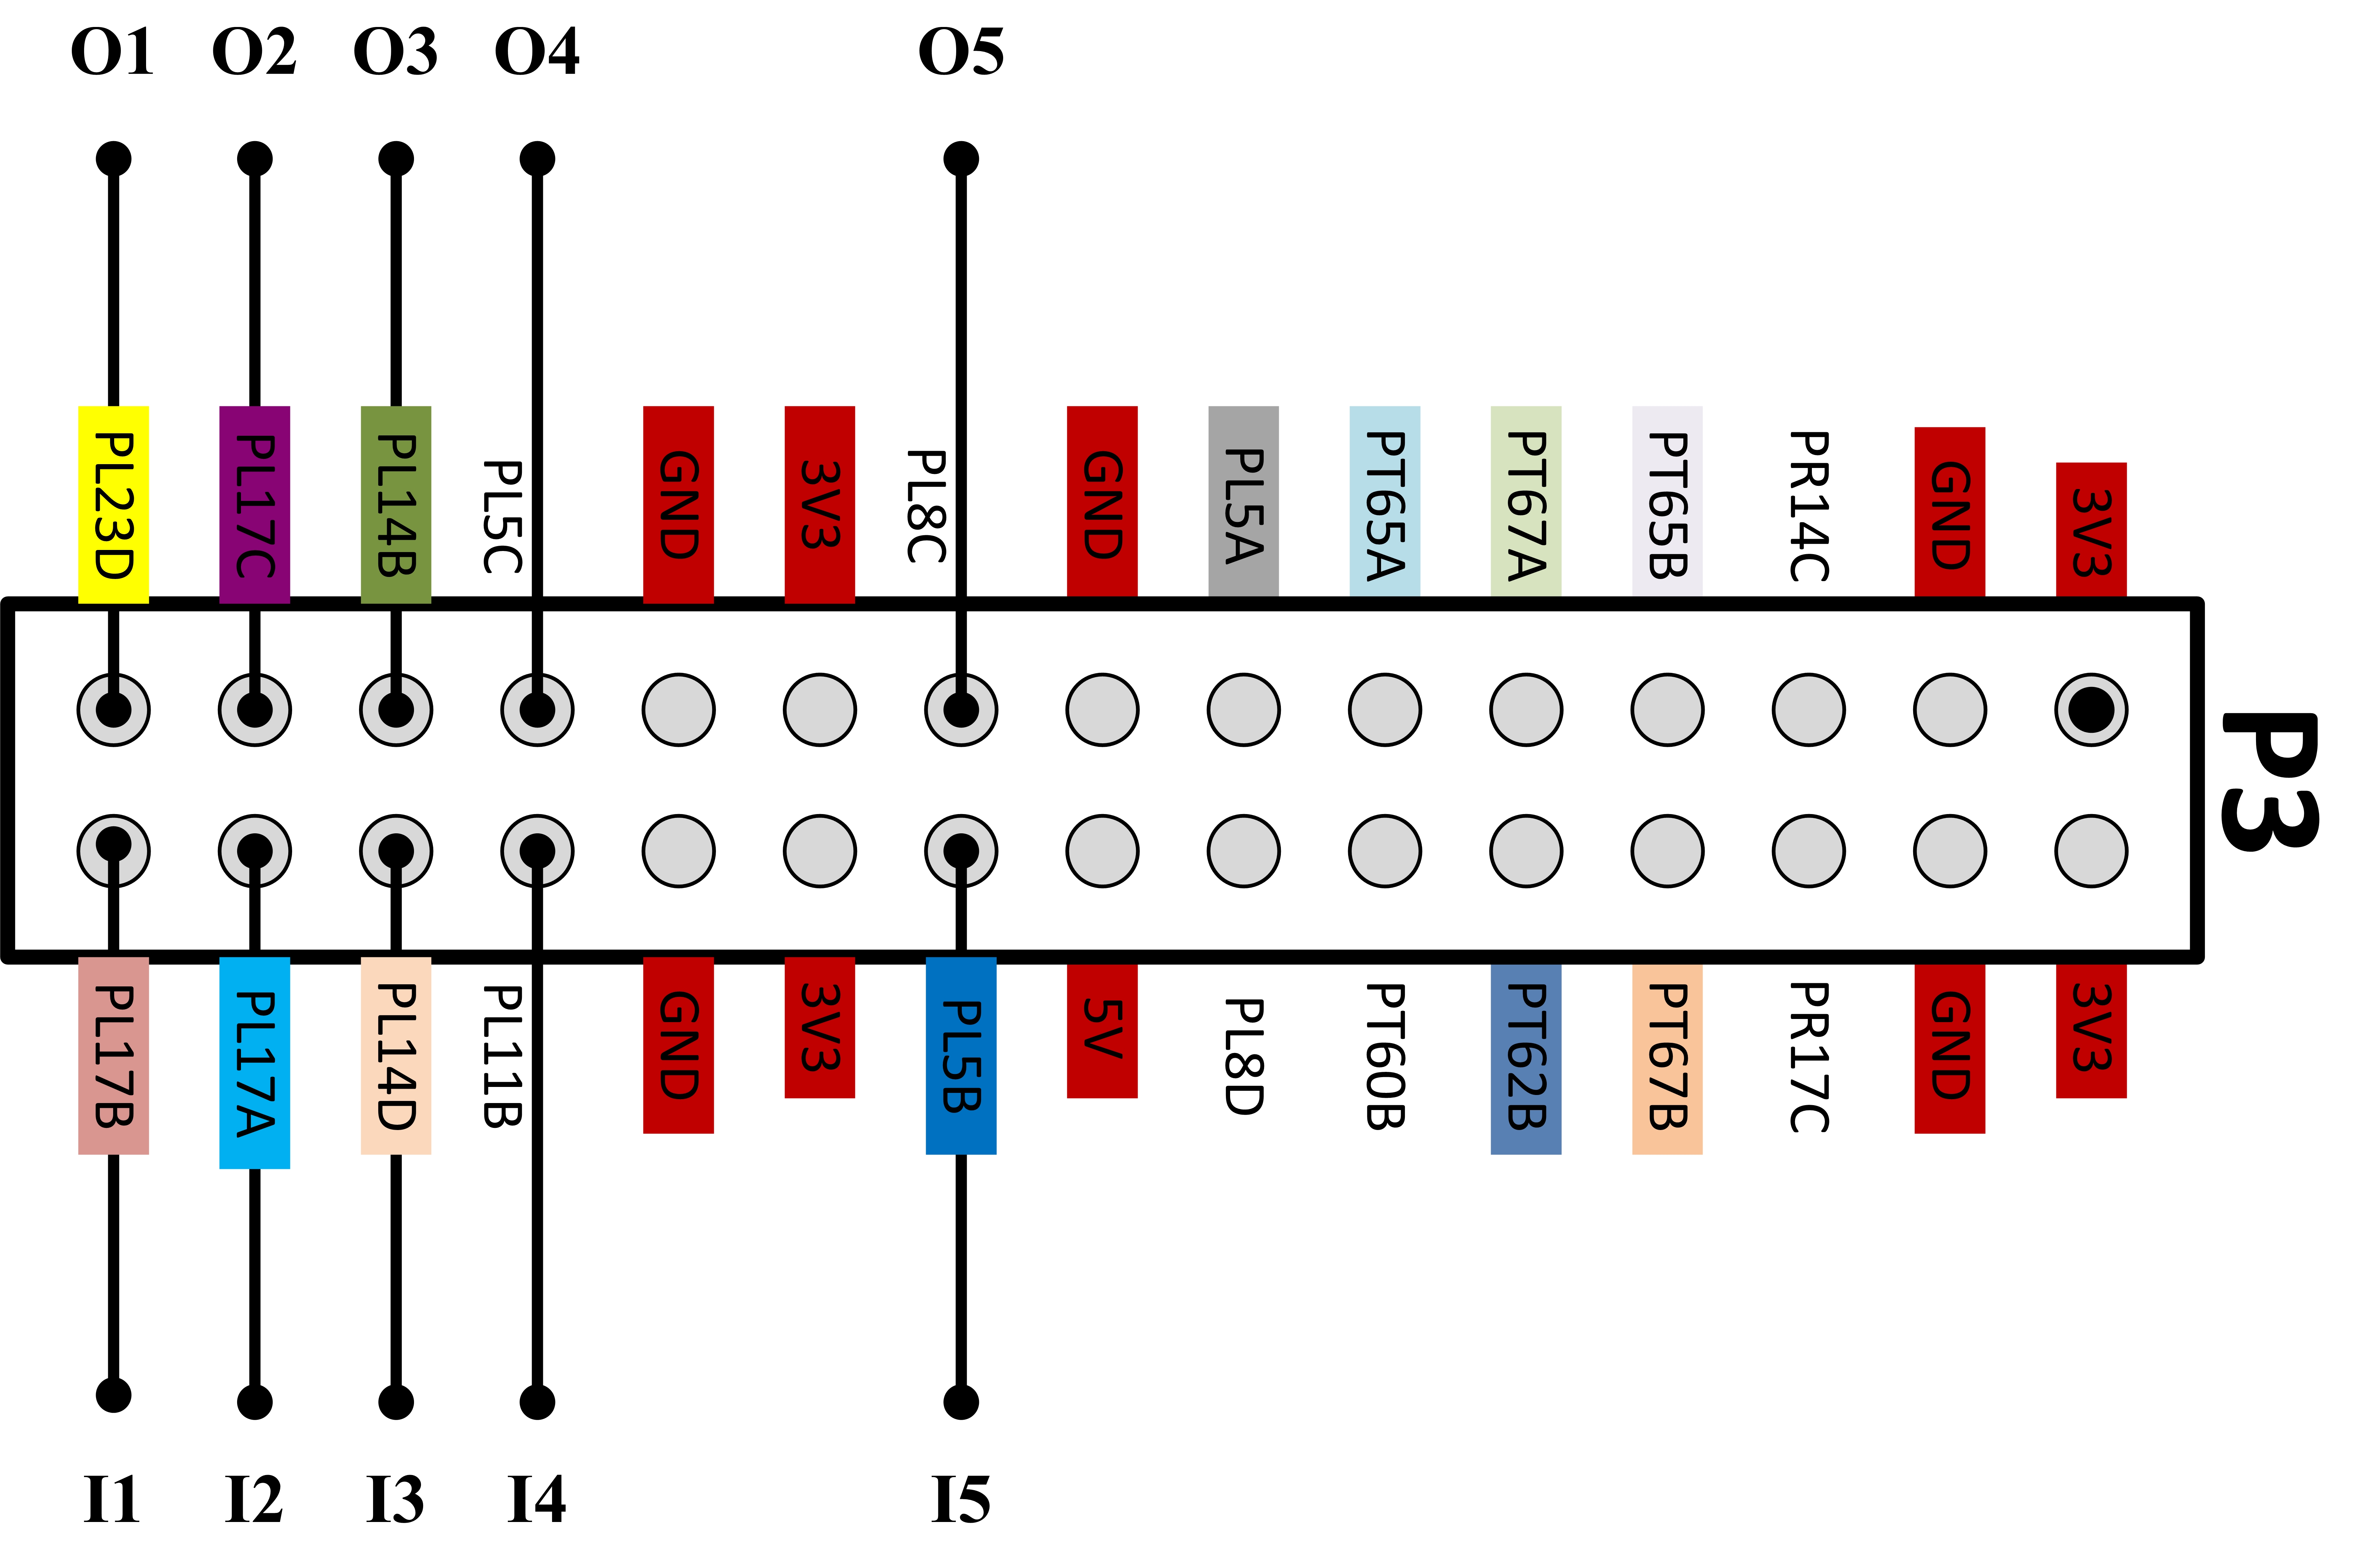 O1 O2 O3 O4 O5
PL23D PL17C PL14B PL5C GND 3V3 PL8C GND PL5A PT65A PT67A PT65B PR14C GND 3V3
P3
PL17B PL17A PL14D PL11B GND 3V3 PL5B 5V PL8D PT60B PT62B PT67B PR17C GND 3V3
I1 I2 I3 I4 I5